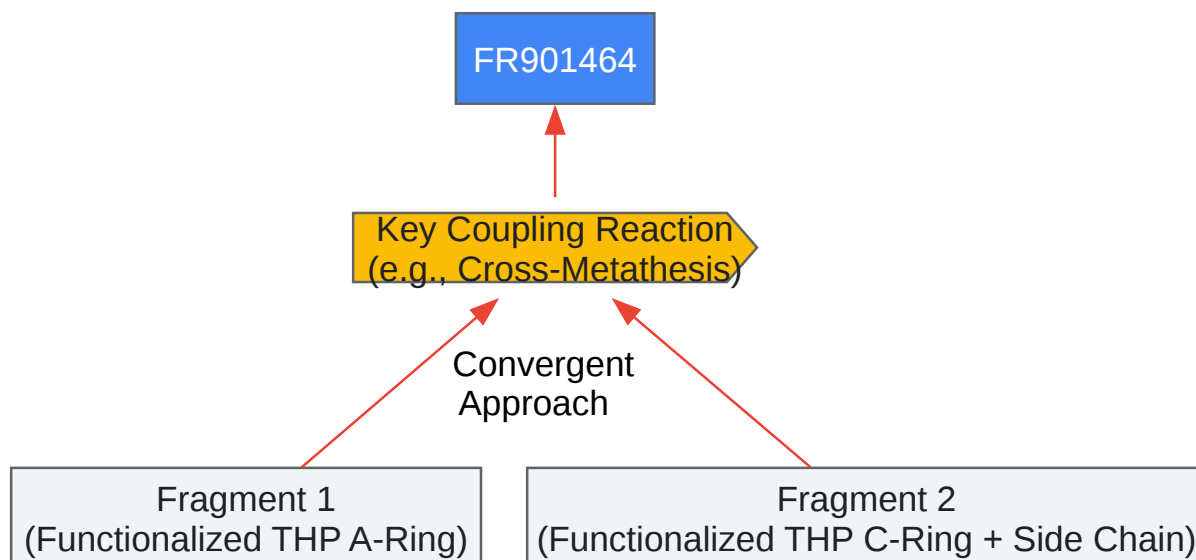 FR901464
Key Coupling Reaction
(e.g., Cross-Metathesis)
Convergent
Approach
Fragment 1
(Functionalized THP A-Ring)
Fragment 2
(Functionalized THP C-Ring + Side Chain)